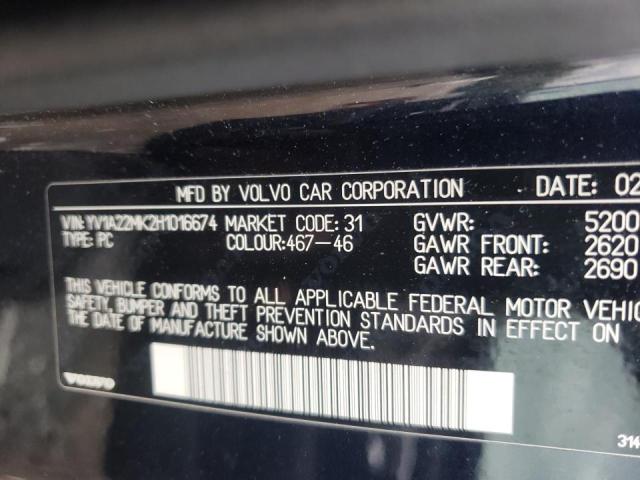 MFD BY VOLVO CAR CORPORATION DATE: 02
VIN: YV1A22MK2H1016674 MARKET CODE: 31 GVWR: 5200
TYPE: PC COLOUR: 467-46 GAWR FRONT: 2620
GAWR REAR: 2690
THIS VEHICLE CONFORMS TO ALL APPLICABLE FEDERAL MOTOR VEHIC
SAFETY, BUMPER AND THEFT PREVENTION STANDARDS IN EFFECT ON
THE DATE OF MANUFACTURE SHOWN ABOVE.
VOLVO
314